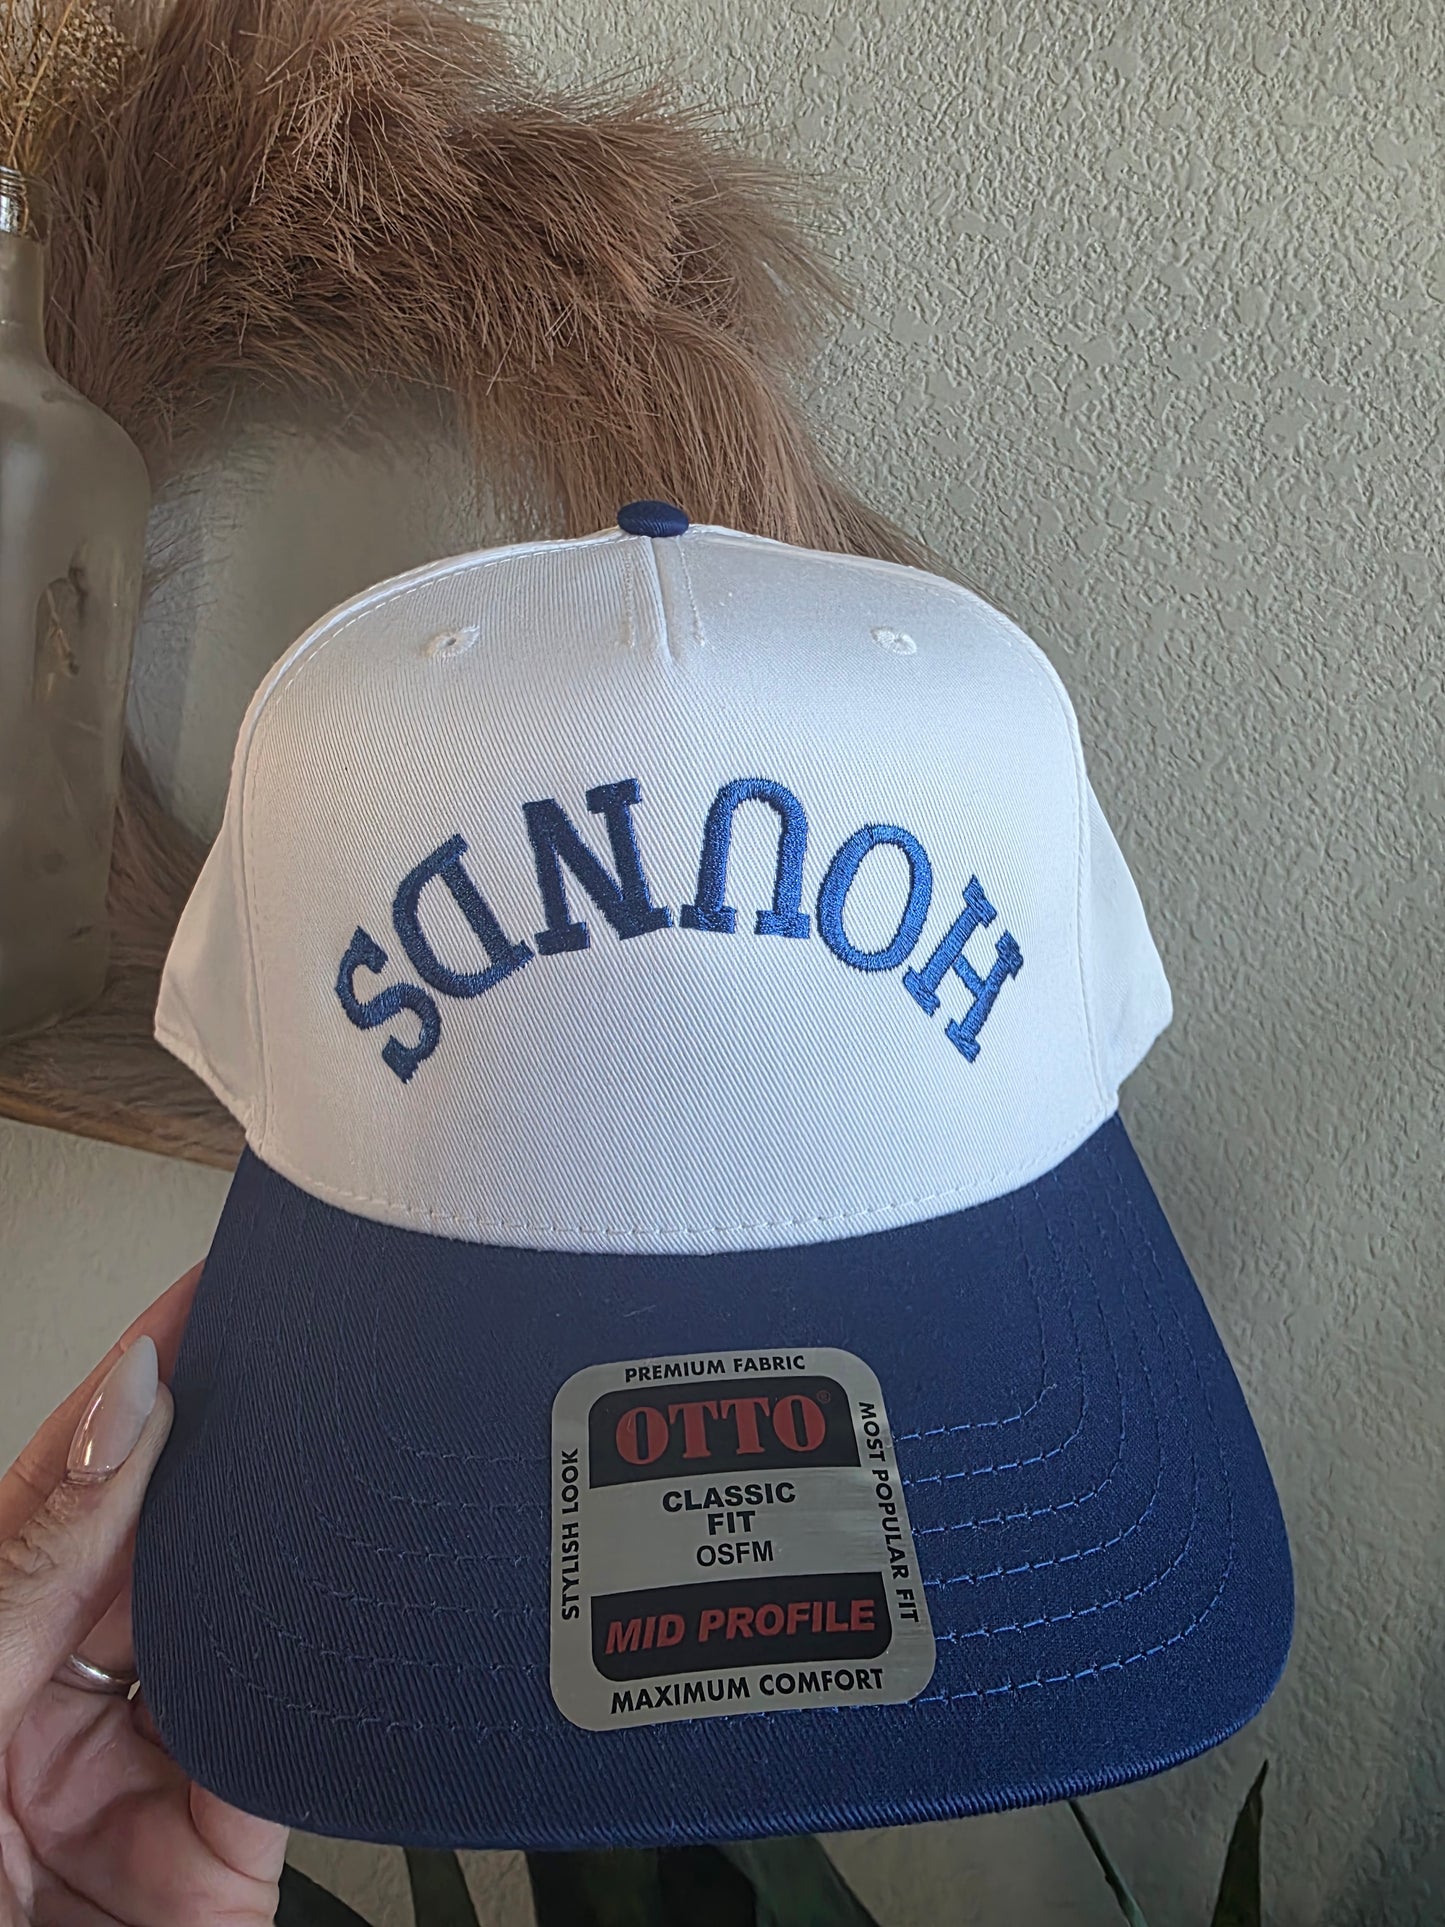 HOUNDS
PREMIUM FABRIC
OTTO®
CLASSIC
FIT
OSFM
MID PROFILE
MAXIMUM COMFORT
STYLISH LOOK
MOST POPULAR FIT